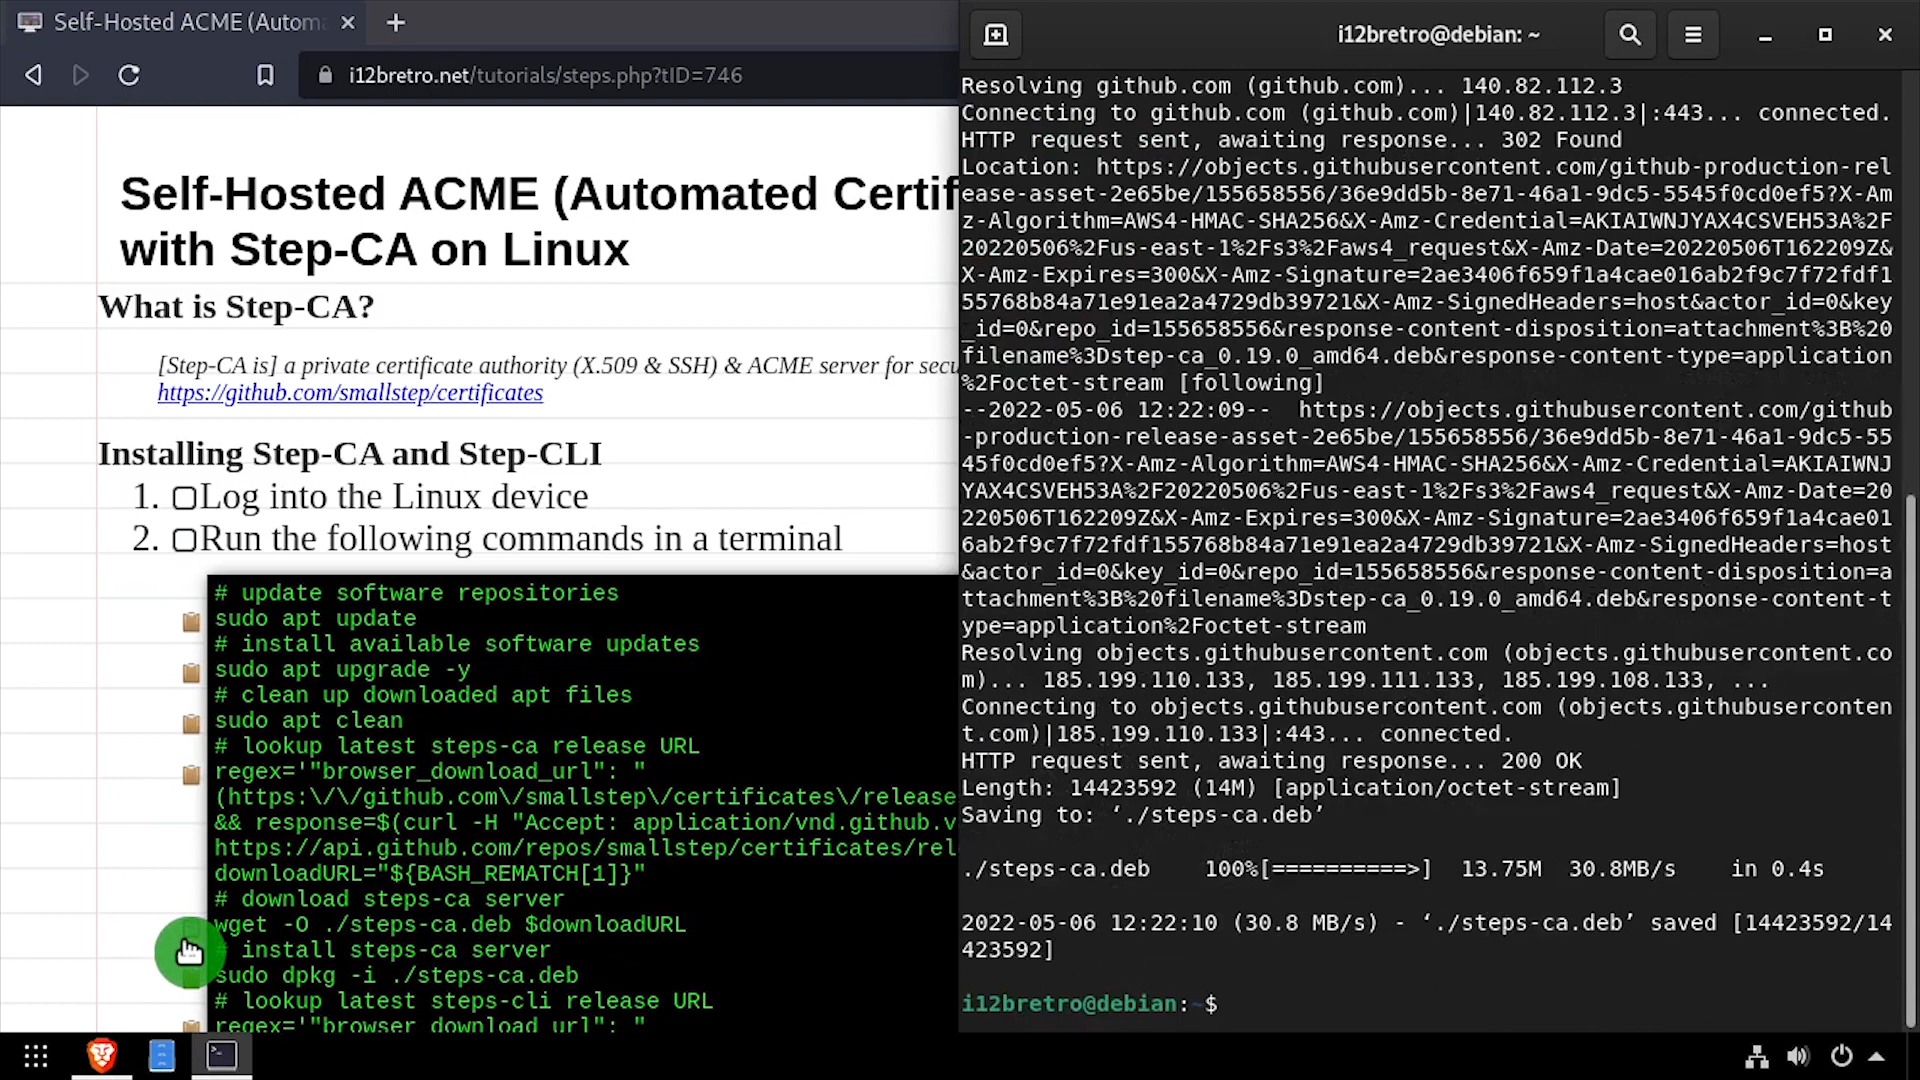 Self-Hosted ACME (Autom
i12bretro.net/tutorials/steps.php?tID=746
Self-Hosted ACME (Automated Certif
with Step-CA on Linux
What is Step-CA?
[Step-CA is] a private certificate authority (X.509 & SSH) & ACME server for secu
https://github.com/smallstep/certificates
Installing Step-CA and Step-CLI
1. Log into the Linux device
2. Run the following commands in a terminal
# update software repositories
sudo apt update
# install available software updates
sudo apt upgrade -y
# clean up downloaded apt files
sudo apt clean
# lookup latest steps-ca release URL
regex='"browser_download_url": "
(https:\/\/github.com\/smallstep\/certificates\/release
&& response=$(curl -H "Accept: application/vnd.github.v
https://api.github.com/repos/smallstep/certificates/rel
downloadURL="${BASH_REMATCH[1]}"
# download steps-ca server
wget -O ./steps-ca.deb $downloadURL
# install steps-ca server
sudo dpkg -i ./steps-ca.deb
# lookup latest steps-cli release URL
regex='"browser_download_url": "
i12bretro@debian: ~
Resolving github.com (github.com)... 140.82.112.3
Connecting to github.com (github.com)|140.82.112.3|:443... connected.
HTTP request sent, awaiting response... 302 Found
Location: https://objects.githubusercontent.com/github-production-rel
ease-asset-2e65be/155658556/36e9dd5b-8e71-46a1-9dc5-5545f0cd0ef5?X-Am
z-Algorithm=AWS4-HMAC-SHA256&X-Amz-Credential=AKIAIWNJYAX4CSVEH53A%2F
20220506%2Fus-east-1%2Fs3%2Faws4_request&X-Amz-Date=20220506T162209Z&
X-Amz-Expires=300&X-Amz-Signature=2ae3406f659f1a4cae016ab2f9c7f72fdf1
55768b84a71e91ea2a4729db39721&X-Amz-SignedHeaders=host&actor_id=0&key
_id=0&repo_id=155658556&response-content-disposition=attachment%3B%20
filename%3Dstep-ca_0.19.0_amd64.deb&response-content-type=application
%2Foctet-stream [following]
--2022-05-06 12:22:09--  https://objects.githubusercontent.com/github
-production-release-asset-2e65be/155658556/36e9dd5b-8e71-46a1-9dc5-55
45f0cd0ef5?X-Amz-Algorithm=AWS4-HMAC-SHA256&X-Amz-Credential=AKIAIWNJ
YAX4CSVEH53A%2F20220506%2Fus-east-1%2Fs3%2Faws4_request&X-Amz-Date=20
220506T162209Z&X-Amz-Expires=300&X-Amz-Signature=2ae3406f659f1a4cae01
6ab2f9c7f72fdf155768b84a71e91ea2a4729db39721&X-Amz-SignedHeaders=host
&actor_id=0&key_id=0&repo_id=155658556&response-content-disposition=a
ttachment%3B%20filename%3Dstep-ca_0.19.0_amd64.deb&response-content-t
ype=application%2Foctet-stream
Resolving objects.githubusercontent.com (objects.githubusercontent.co
m)... 185.199.110.133, 185.199.111.133, 185.199.108.133, ...
Connecting to objects.githubusercontent.com (objects.githubuserconten
t.com)|185.199.110.133|:443... connected.
HTTP request sent, awaiting response... 200 OK
Length: 14423592 (14M) [application/octet-stream]
Saving to: ‘./steps-ca.deb’
./steps-ca.deb 100%[==========>] 13.75M 30.8MB/s in 0.4s
2022-05-06 12:22:10 (30.8 MB/s) - ‘./steps-ca.deb’ saved [14423592/14
423592]
i12bretro@debian:~$